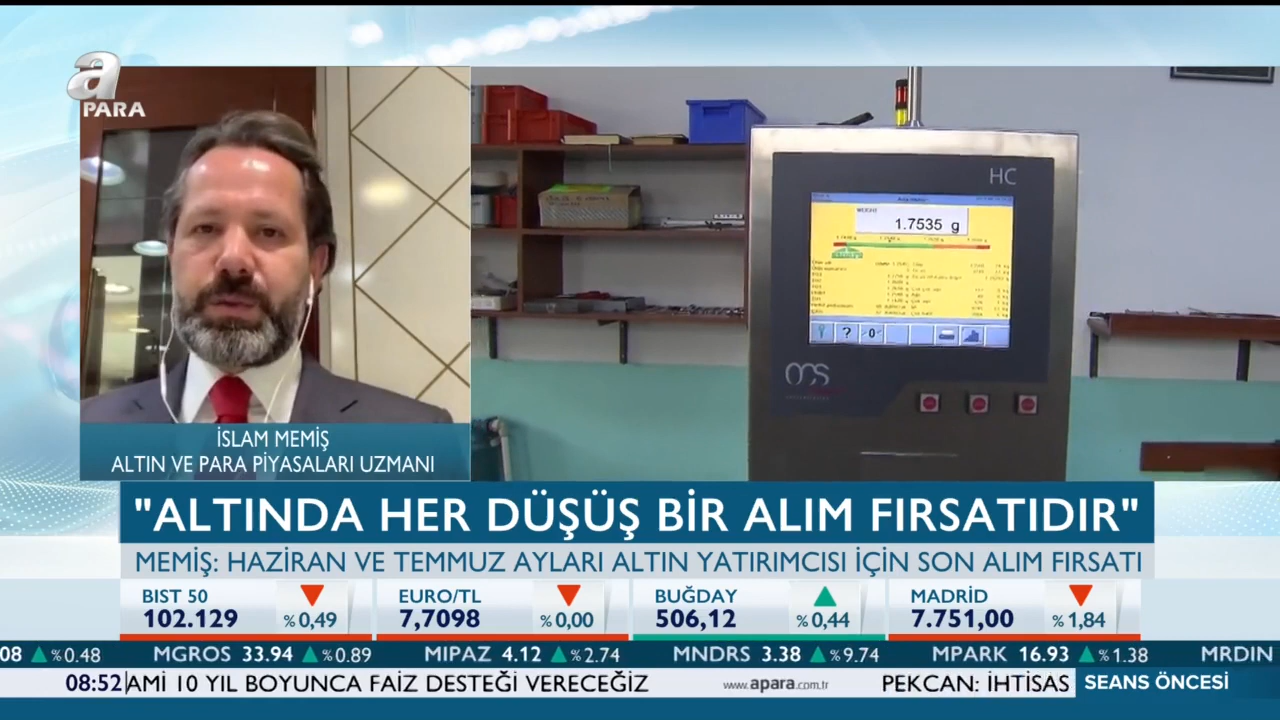 a
PARA
HC
WEIGHT
1.7535 g
OCS
İSLAM MEMİŞ
ALTIN VE PARA PİYASALARI UZMANI
"ALTINDA HER DÜŞÜŞ BİR ALIM FIRSATIDIR"
MEMİŞ: HAZİRAN VE TEMMUZ AYLARI ALTIN YATIRIMCISI İÇİN SON ALIM FIRSATI
BIST 50 102.129 %0,49
EURO/TL 7,7098 %0,00
BUĞDAY 506,12 %0,44
MADRİD 7.751,00 %1,84
08 %0.48 MGROS 33.94 %0.89 MIPAZ 4.12 %2.74 MNDRS 3.38 %9.74 MPARK 16.93 %1.38 MRDIN
08:52 AMİ 10 YIL BOYUNCA FAİZ DESTEĞİ VERECEĞİZ www.apara.com.tr PEKCAN: İHTİSAS SEANS ÖNCESİ